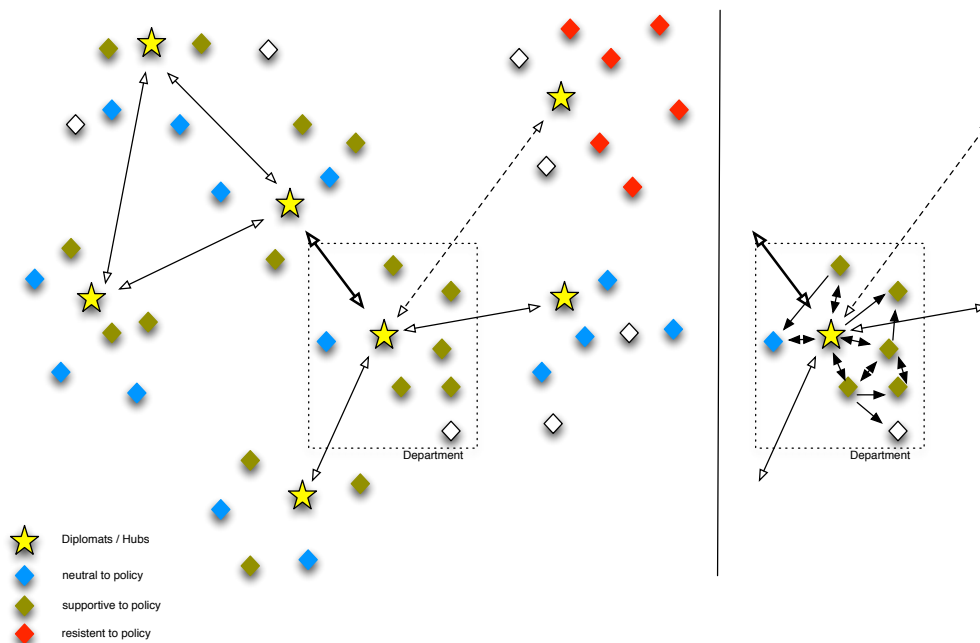 Department
Department
Diplomats / Hubs
neutral to policy
supportive to policy
resistent to policy